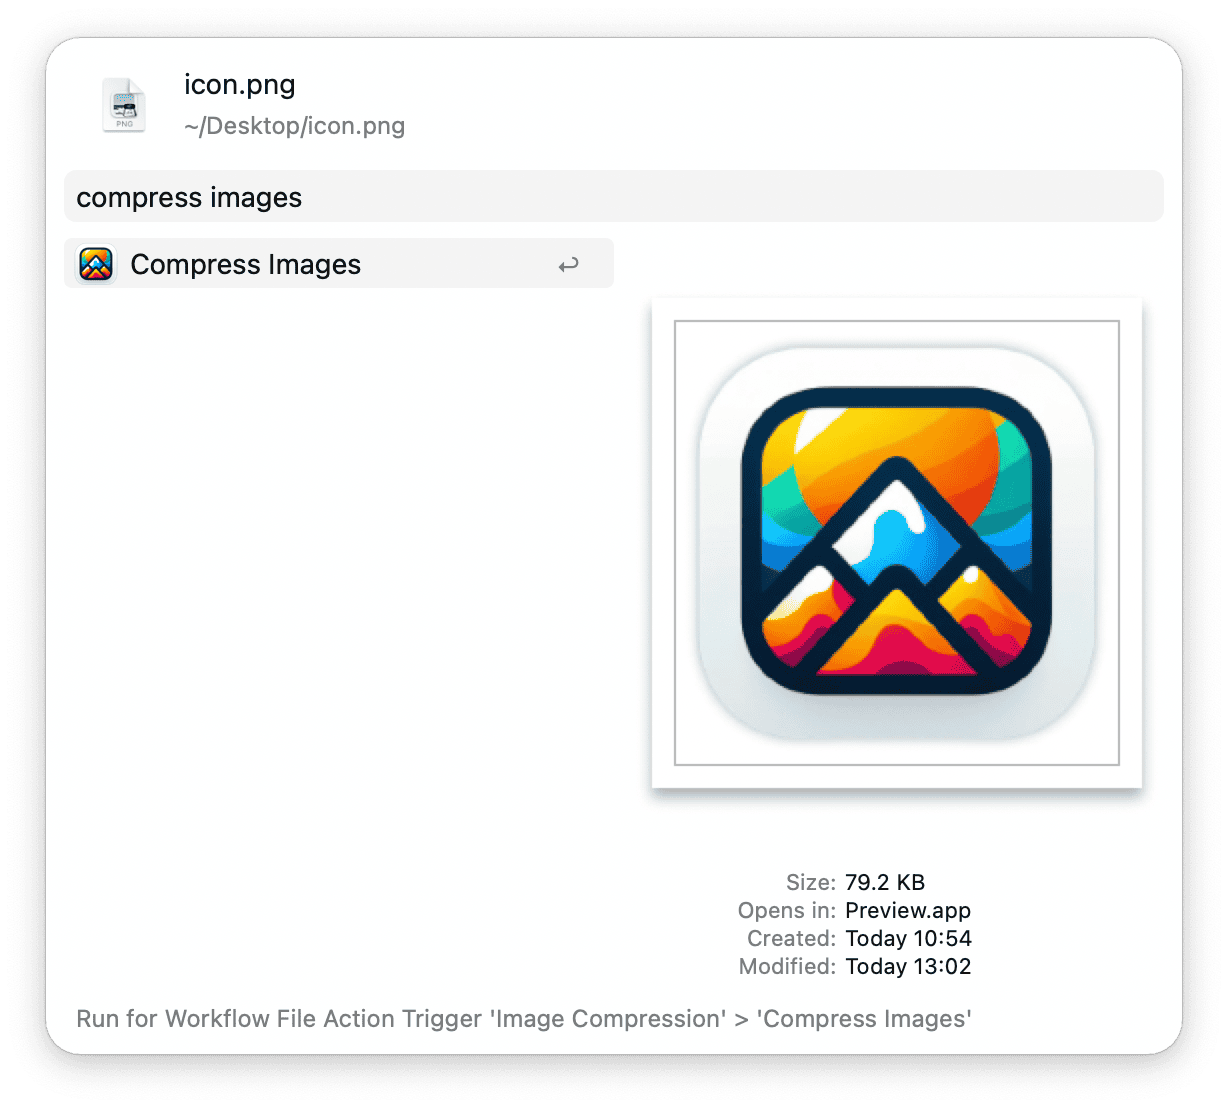 icon.png
~/Desktop/icon.png
PNG
compress images
Compress Images
Size: 79.2 KB
Opens in: Preview.app
Created: Today 10:54
Modified: Today 13:02
Run for Workflow File Action Trigger 'Image Compression' > 'Compress Images'